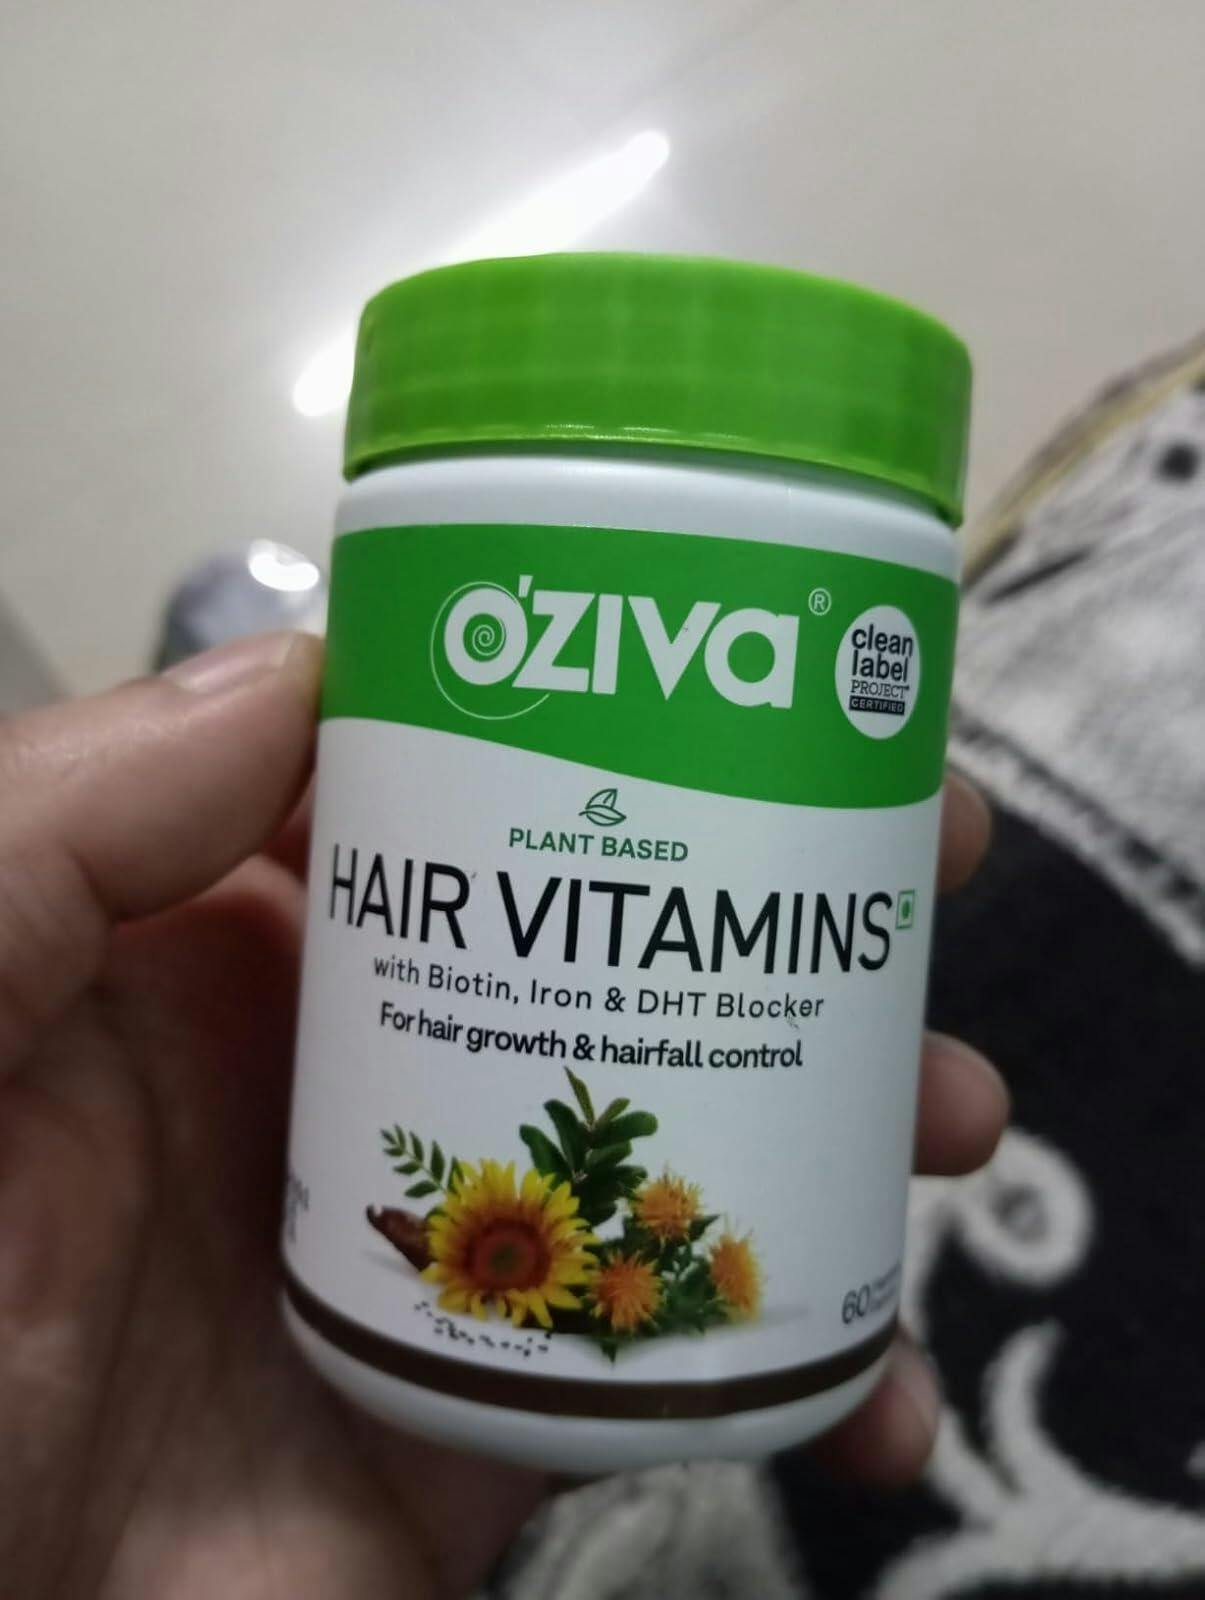 O'ZIVA®
clean
label
PROJECT®
CERTIFIED
PLANT BASED
HAIR VITAMINS
with Biotin, Iron & DHT Blocker
For hair growth & hairfall control
60